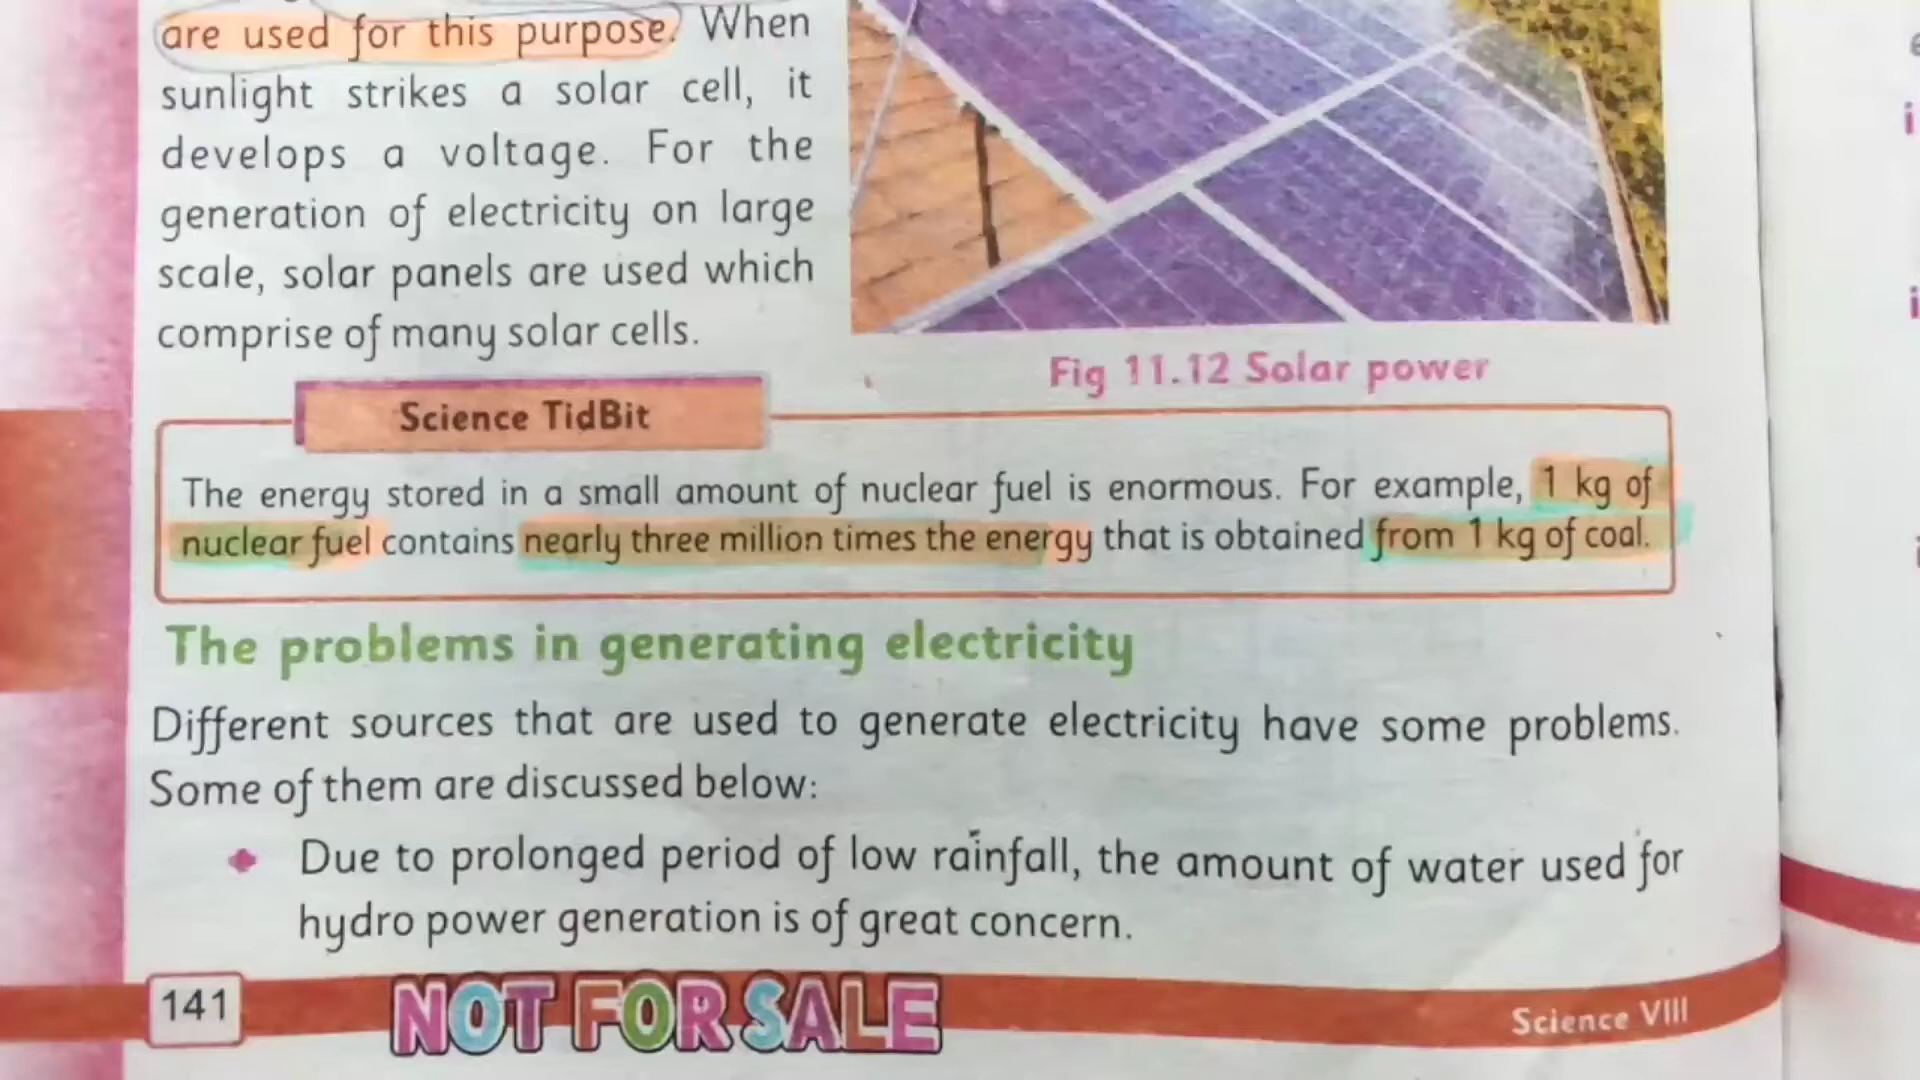 are used for this purpose. When
sunlight strikes a solar cell, it
develops a voltage. For the
generation of electricity on large
scale, solar panels are used which
comprise of many solar cells.
Fig 11.12 Solar power
Science TidBit
The energy stored in a small amount of nuclear fuel is enormous. For example, 1 kg of
nuclear fuel contains nearly three million times the energy that is obtained from 1 kg of coal.
The problems in generating electricity
Different sources that are used to generate electricity have some problems.
Some of them are discussed below:
Due to prolonged period of low rainfall, the amount of water used for
hydro power generation is of great concern.
141
NOT FOR SALE
Science VIII